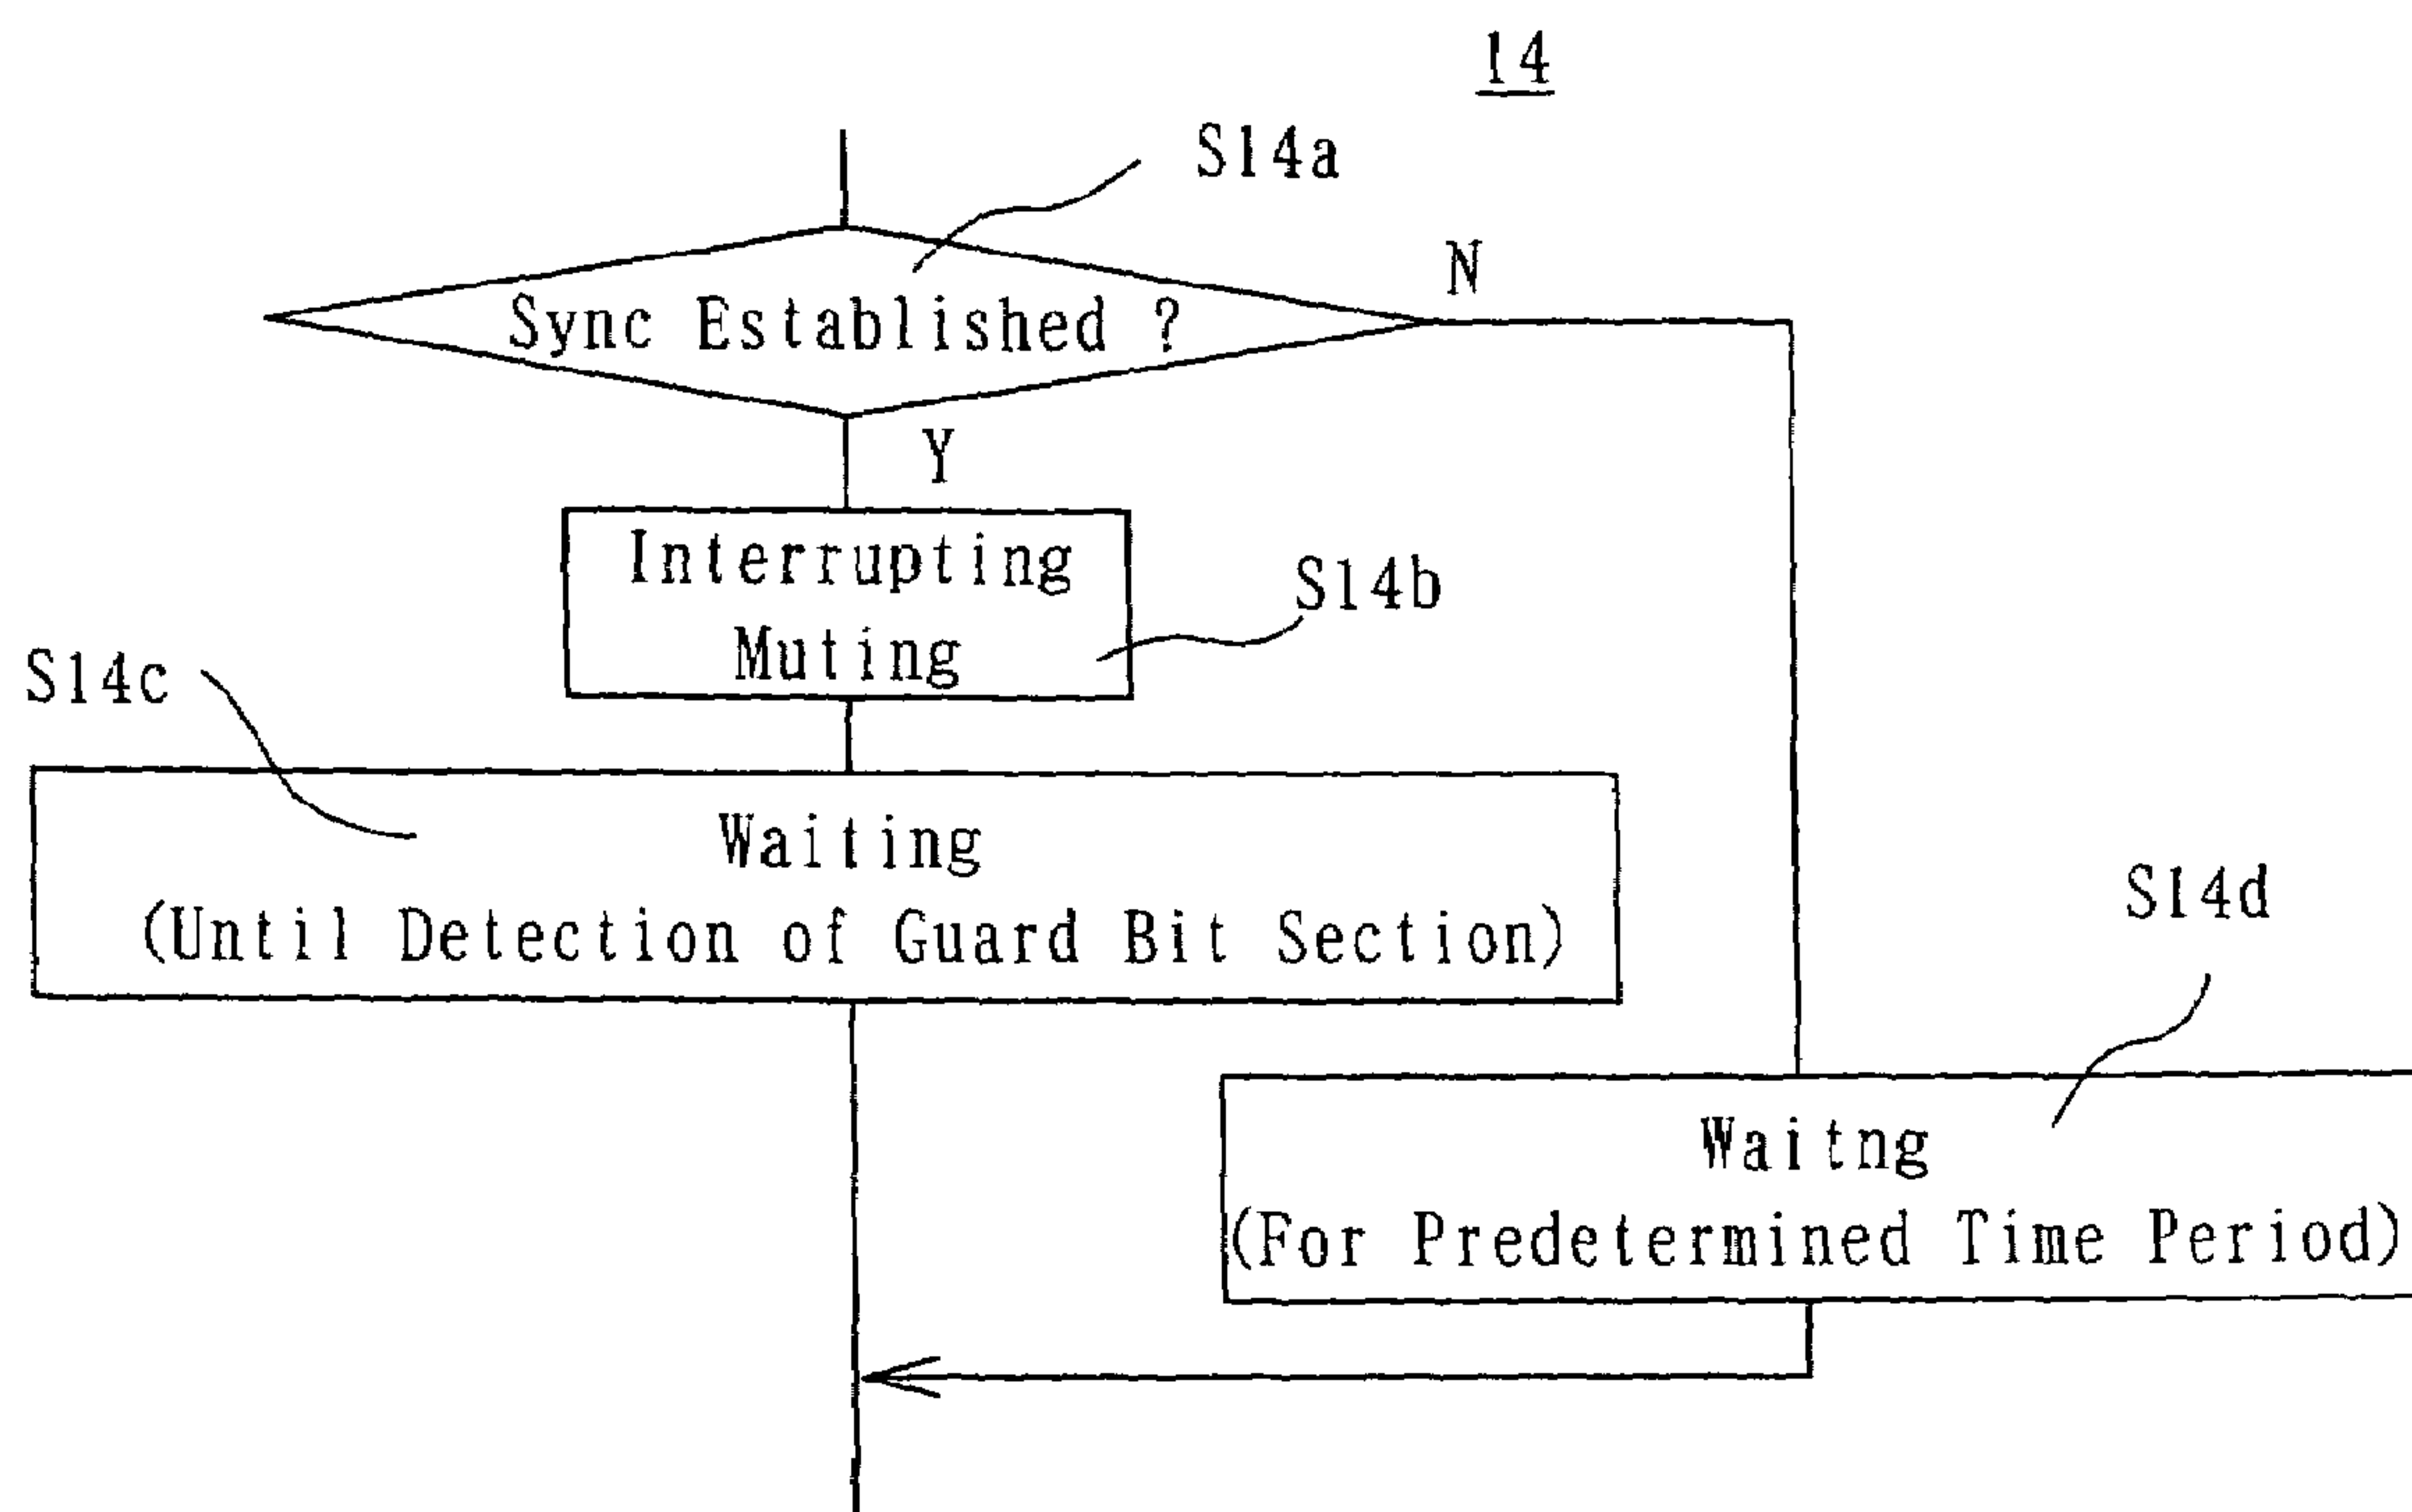 14
S14a
N
Sync Established ?
Y
Interrupting
Muting
S14b
S14c
Waiting
(Until Detection of Guard Bit Section)
S14d
Waitng
(For Predetermined Time Period)